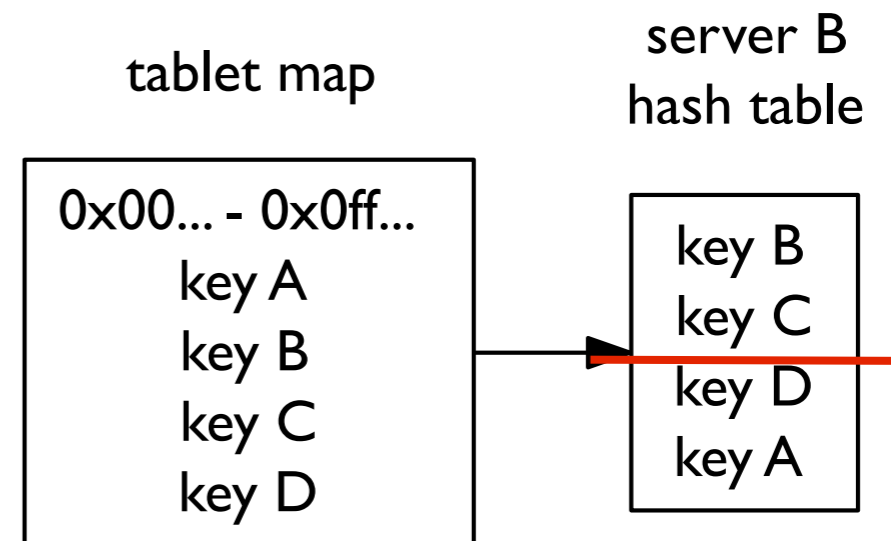 tablet map
0x00... - 0x0ff...
key A
key B
key C
key D
server B
hash table
key B
key C
key D
key A